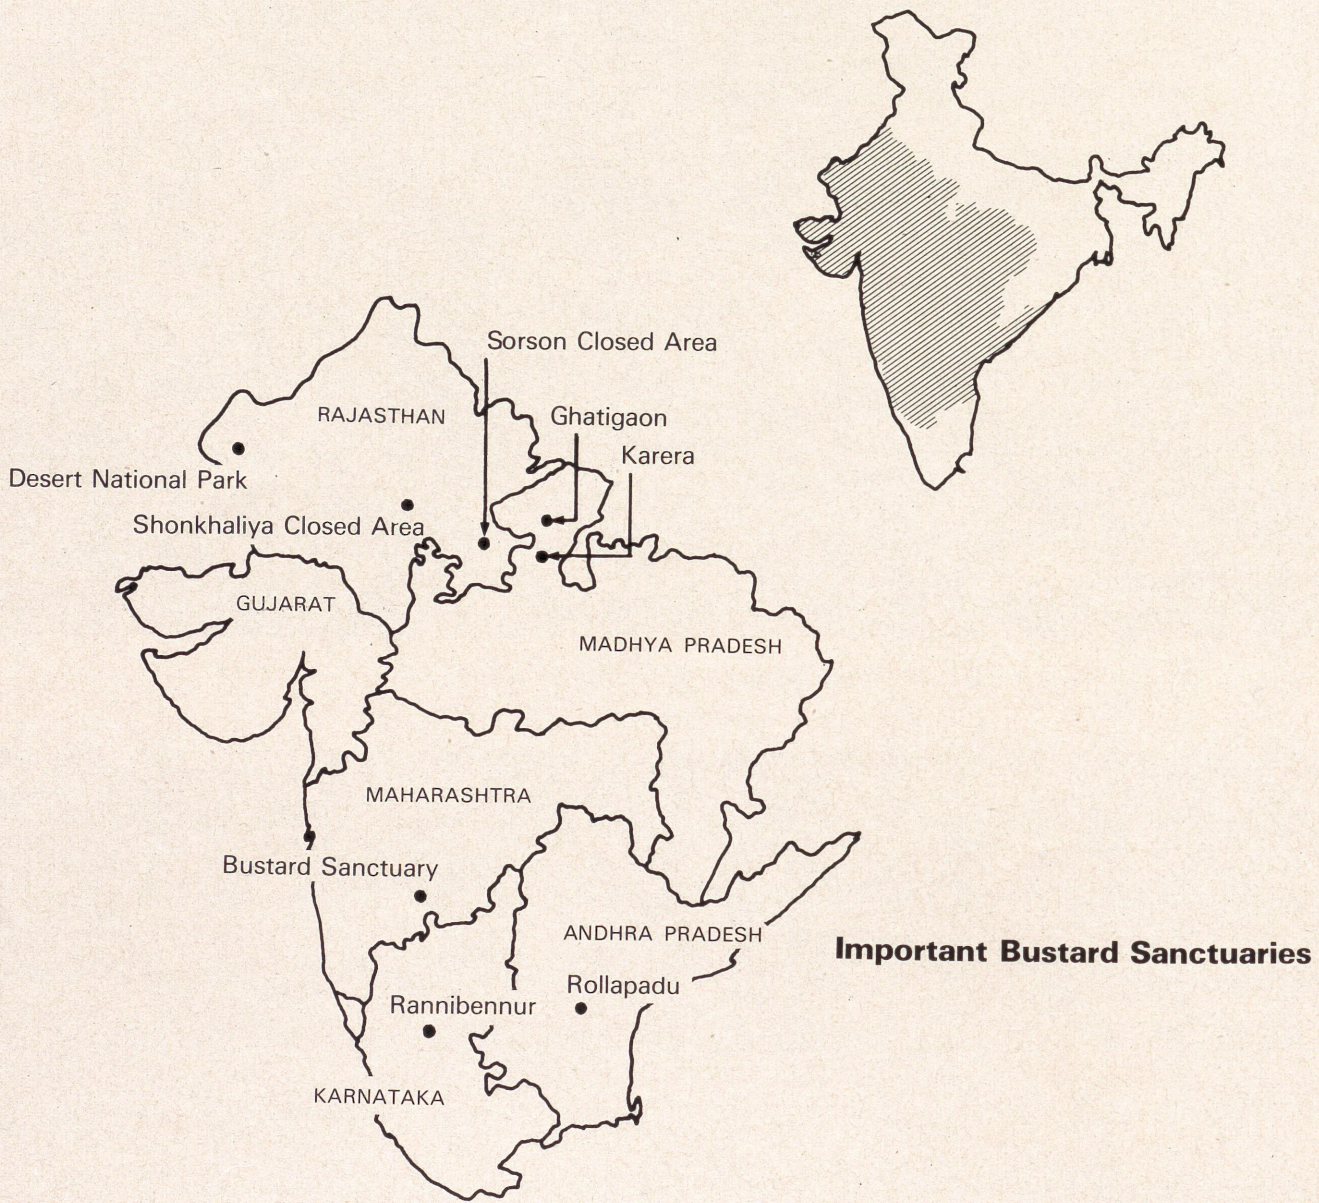 Sorson Closed Area
RAJASTHAN
Ghatigaon
Karera
Desert National Park
Shonkhaliya Closed Area
GUJARAT
MADHYA PRADESH
MAHARASHTRA
Bustard Sanctuary
ANDHRA PRADESH
Important Bustard Sanctuaries
Rollapadu
Rannibennur
KARNATAKA